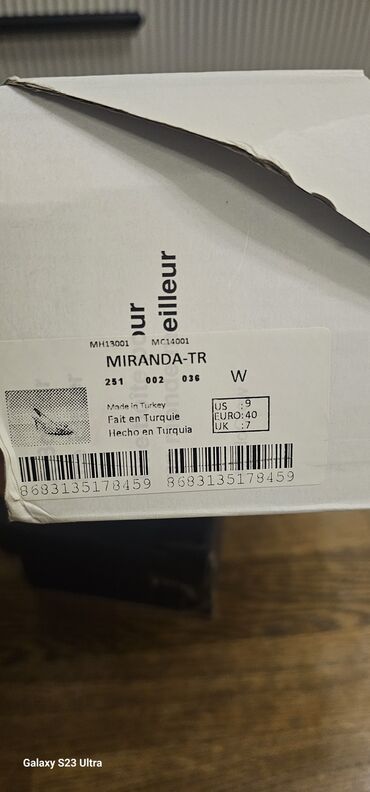 our
eilleur
MH13001 MC14001
MIRANDA-TR
251 002 036 W
Made in Turkey
Fait en Turquie
Hecho en Turquia
US :9
EURO:40
UK :7
8683135178459 8683135178459
Galaxy S23 Ultra